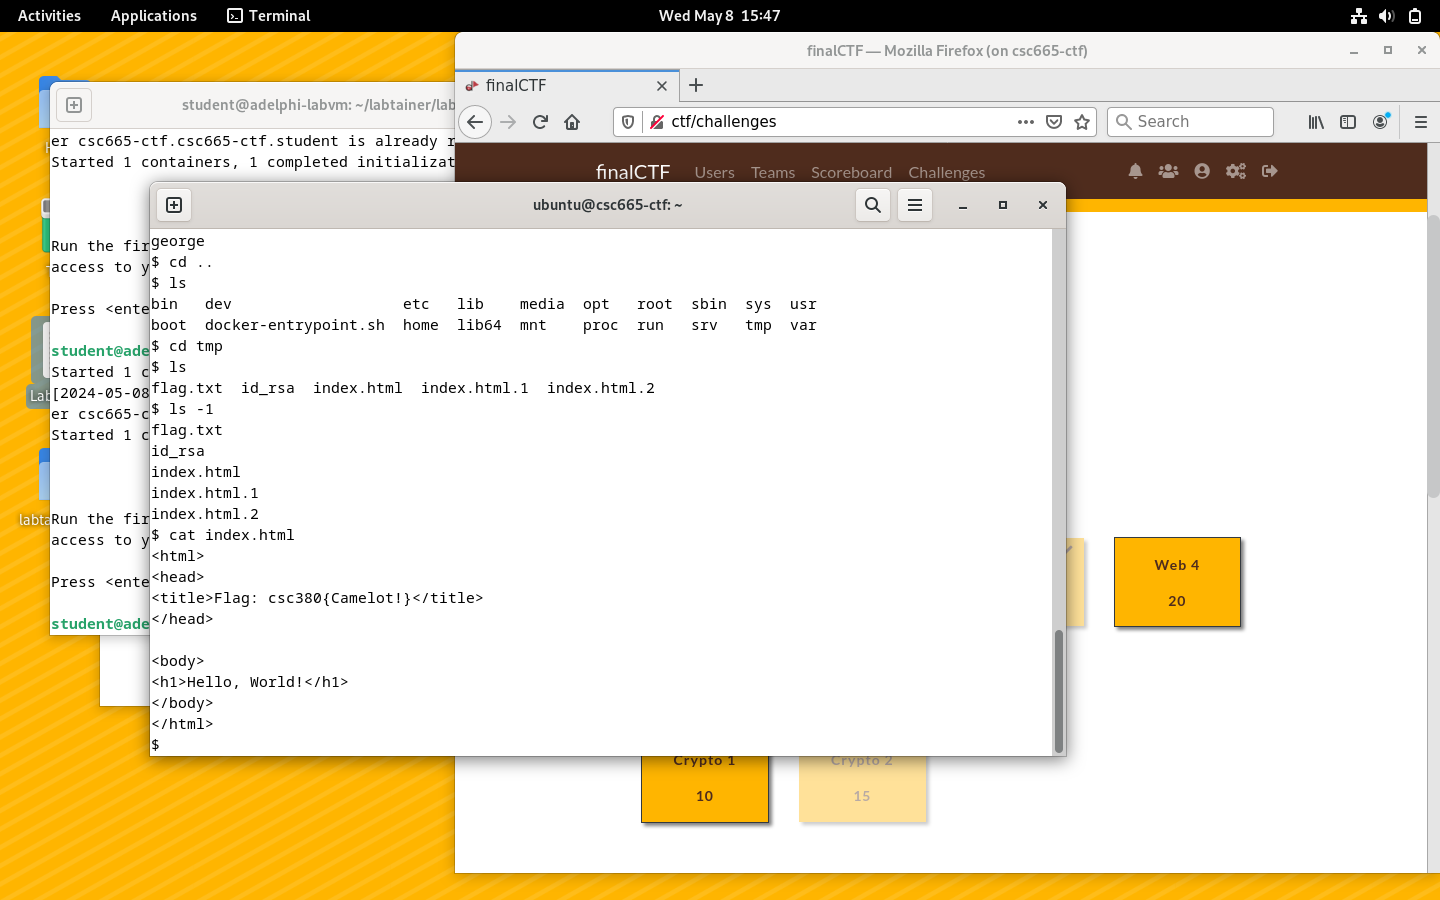 Activities Applications Terminal Wed May 8 15:47
finalCTF — Mozilla Firefox (on csc665-ctf)
finalCTF
ctf/challenges
Search
finalCTF Users Teams Scoreboard Challenges
Web 4
20
Crypto 1
10
Crypto 2
15
student@adelphi-labvm: ~/labtainer/lab
er csc665-ctf.csc665-ctf.student is already r
Started 1 containers, 1 completed initializat
Run the fir
access to y
Press <ente
student@ade
Started 1 c
[2024-05-08
er csc665-c
Started 1 c
Run the fir
access to y
Press <ente
student@ade
Lab
labta
ubuntu@csc665-ctf: ~
george
$ cd ..
$ ls
bin dev etc lib media opt root sbin sys usr
boot docker-entrypoint.sh home lib64 mnt proc run srv tmp var
$ cd tmp
$ ls
flag.txt id_rsa index.html index.html.1 index.html.2
$ ls -1
flag.txt
id_rsa
index.html
index.html.1
index.html.2
$ cat index.html
<html>
<head>
<title>Flag: csc380{Camelot!}</title>
</head>
<body>
<h1>Hello, World!</h1>
</body>
</html>
$